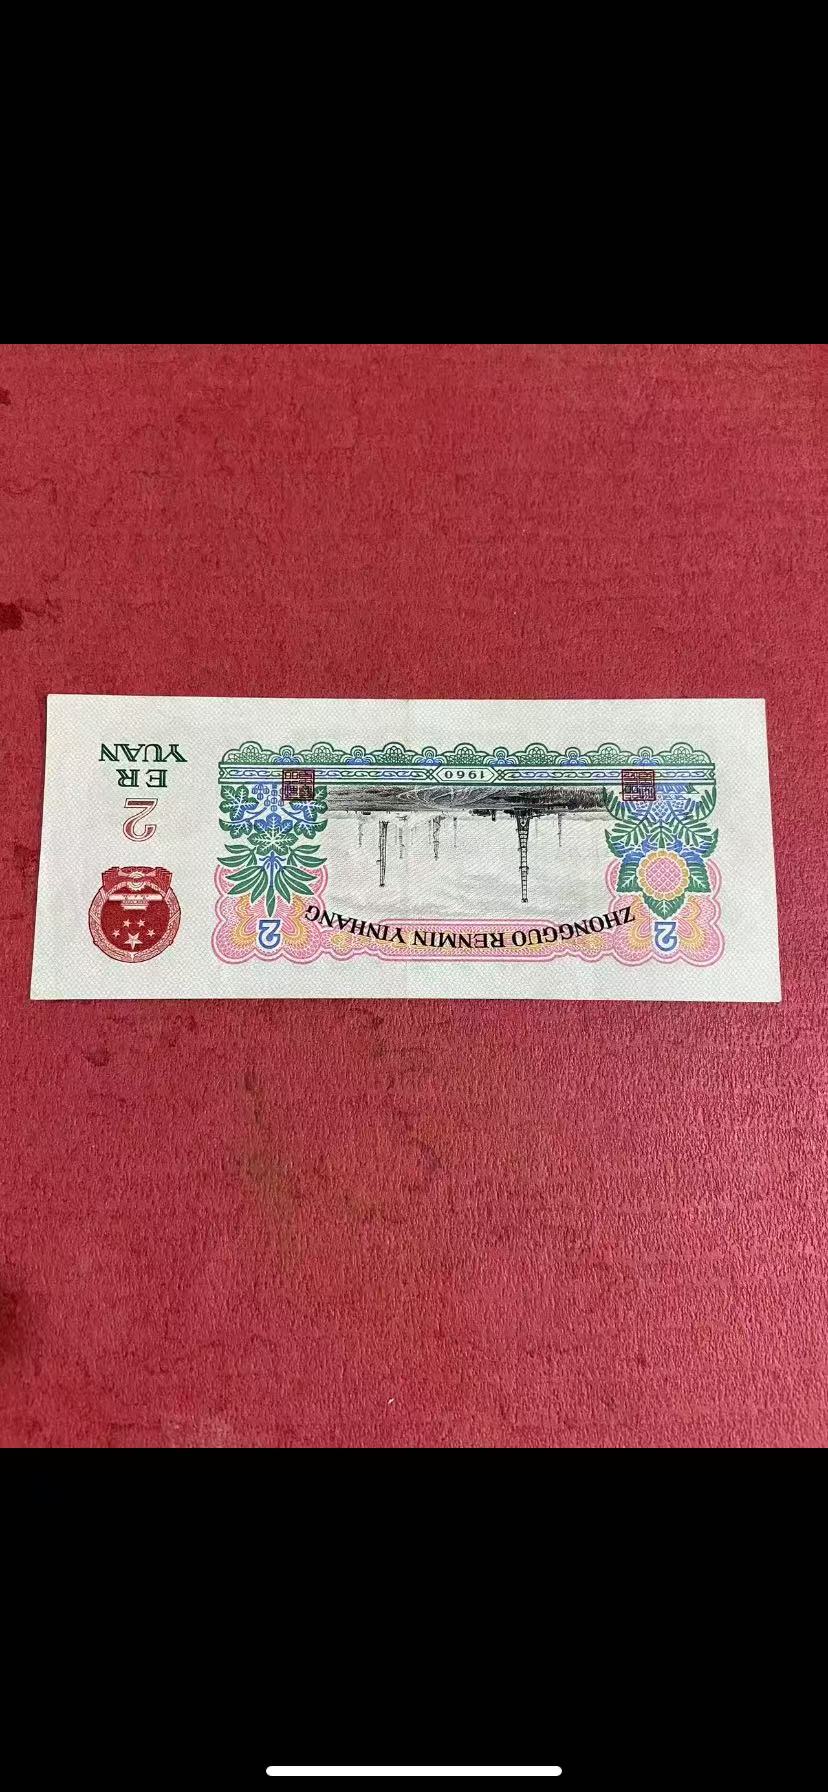 ZHONGGUO RENMIN YINHANG
2
2
1960
2
ER
YUAN